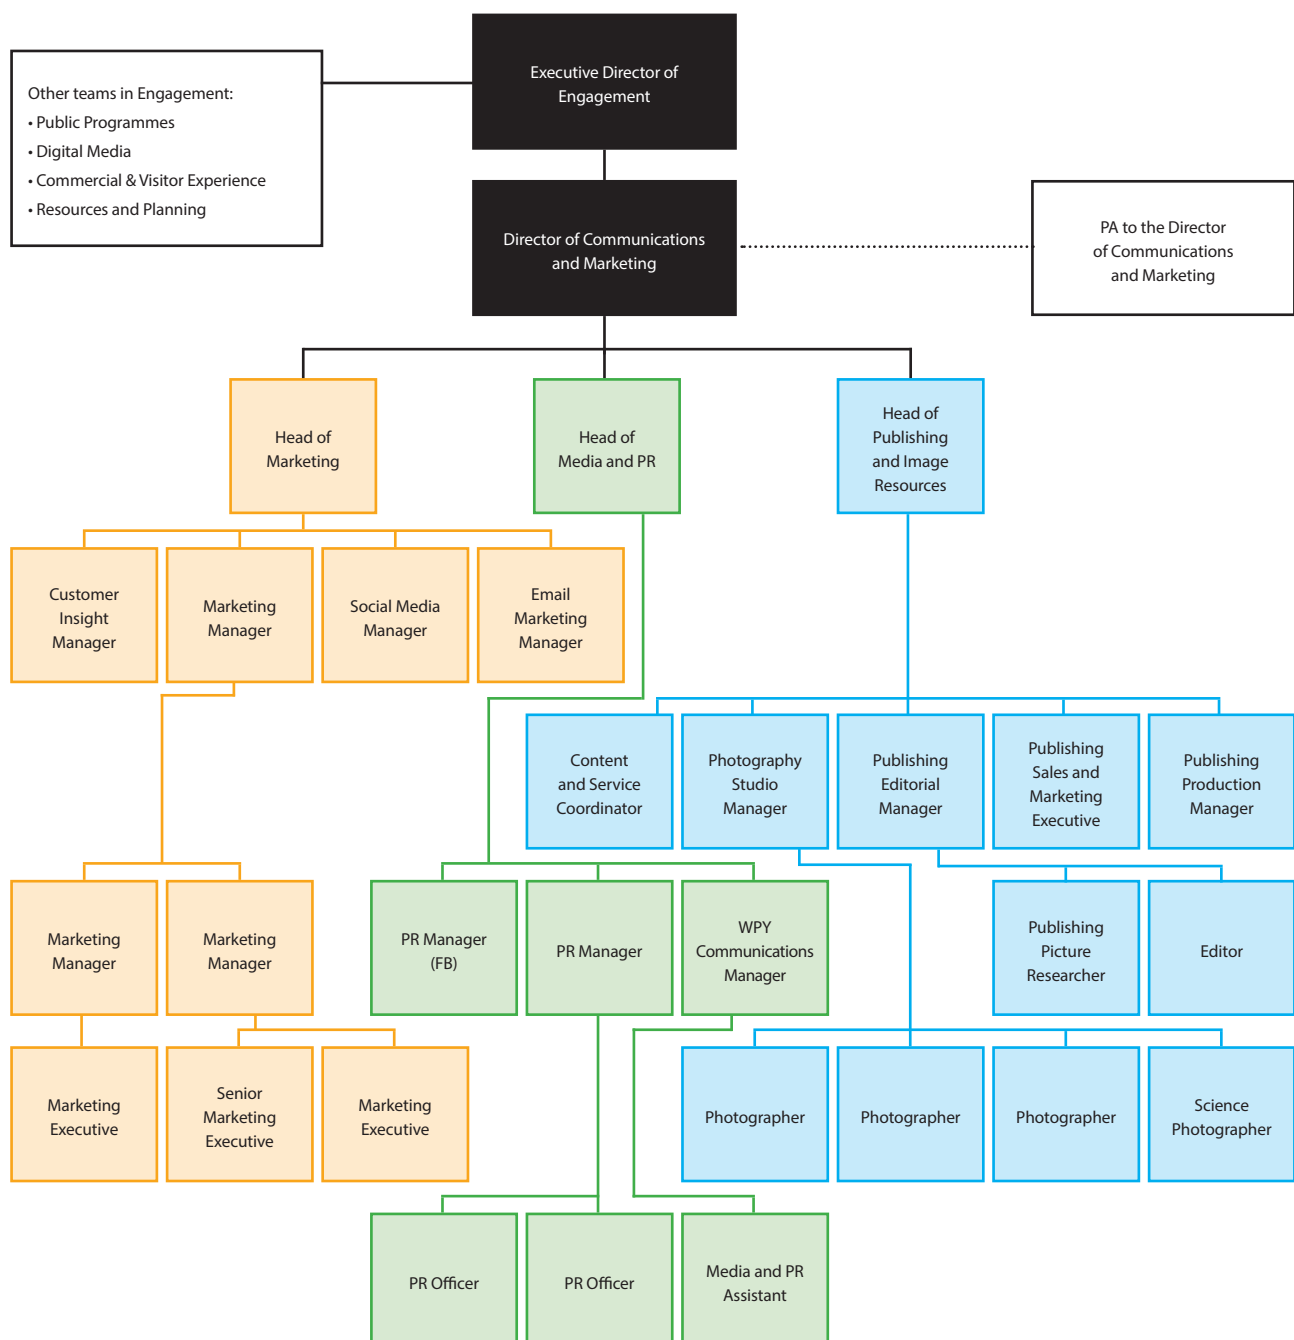 Executive Director of
Engagement
Other teams in Engagement:
• Public Programmes
• Digital Media
• Commercial & Visitor Experience
• Resources and Planning
Director of Communications
and Marketing
PA to the Director
of Communications
and Marketing
Head of
Marketing
Head of
Media and PR
Head of
Publishing
and Image
Resources
Customer
Insight
Manager
Marketing
Manager
Social Media
Manager
Email
Marketing
Manager
Content
and Service
Coordinator
Photography
Studio
Manager
Publishing
Editorial
Manager
Publishing
Sales and
Marketing
Executive
Publishing
Production
Manager
Marketing
Manager
Marketing
Manager
PR Manager
(FB)
PR Manager
WPY
Communications
Manager
Publishing
Picture
Researcher
Editor
Marketing
Executive
Senior
Marketing
Executive
Marketing
Executive
Photographer
Photographer
Photographer
Science
Photographer
PR Officer
PR Officer
Media and PR
Assistant